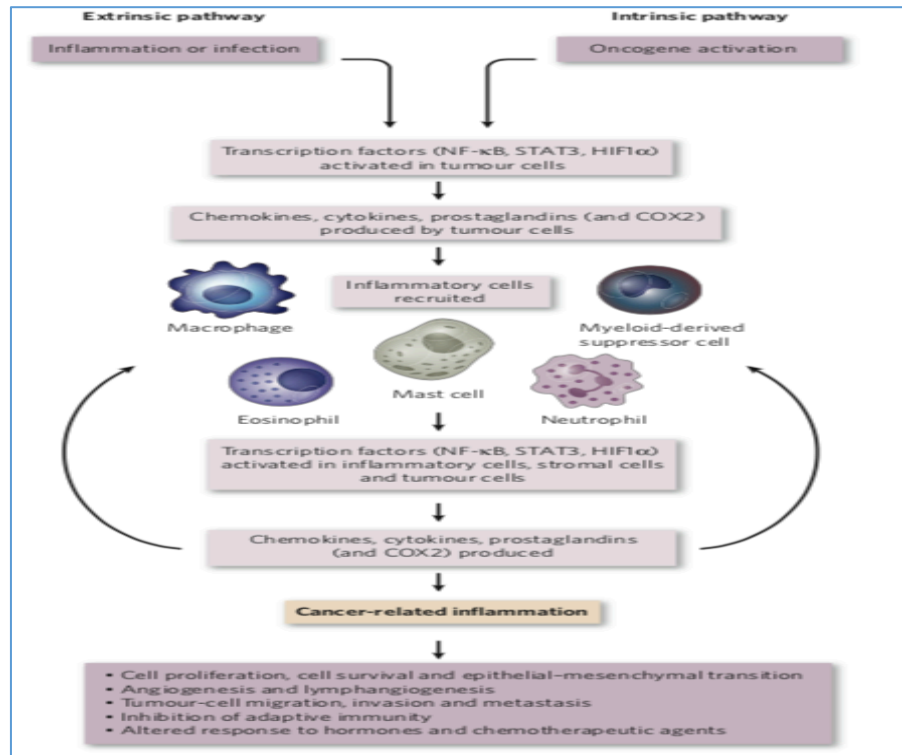 Extrinsic pathway
Inflammation or infection
Intrinsic pathway
Oncogene activation
Transcription factors (NF-κB, STAT3, HIF1α)
activated in tumour cells
Chemokines, cytokines, prostaglandins (and COX2)
produced by tumour cells
Inflammatory cells
recruited
Macrophage
Myeloid-derived
suppressor cell
Mast cell
Eosinophil
Neutrophil
Transcription factors (NF-κB, STAT3, HIF1α)
activated in inflammatory cells, stromal cells
and tumour cells
Chemokines, cytokines, prostaglandins
(and COX2) produced
Cancer-related inflammation
• Cell proliferation, cell survival and epithelial–mesenchymal transition
• Angiogenesis and lymphangiogenesis
• Tumour-cell migration, invasion and metastasis
• Inhibition of adaptive immunity
• Altered response to hormones and chemotherapeutic agents